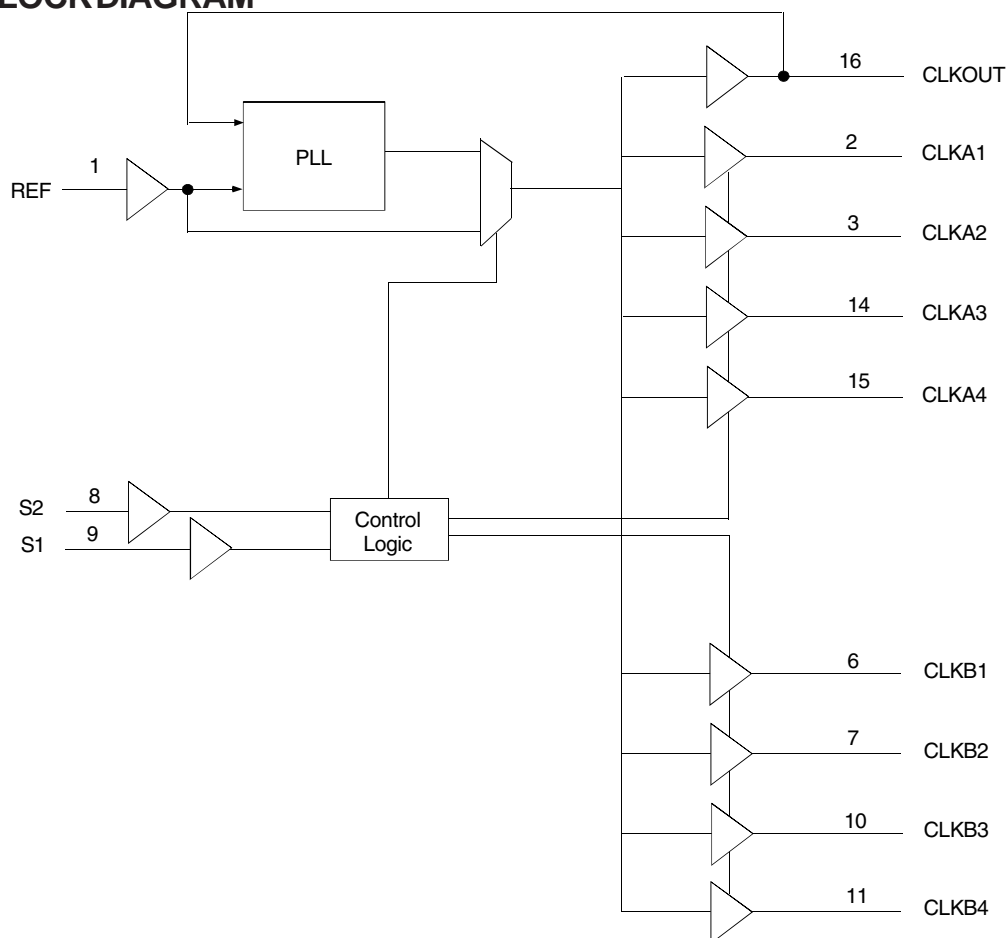 LOCK DIAGRAM
16
CLKOUT
2
CLKA1
1
REF
PLL
3
CLKA2
14
CLKA3
15
CLKA4
S2
8
S1
9
Control
Logic
6
CLKB1
7
CLKB2
10
CLKB3
11
CLKB4